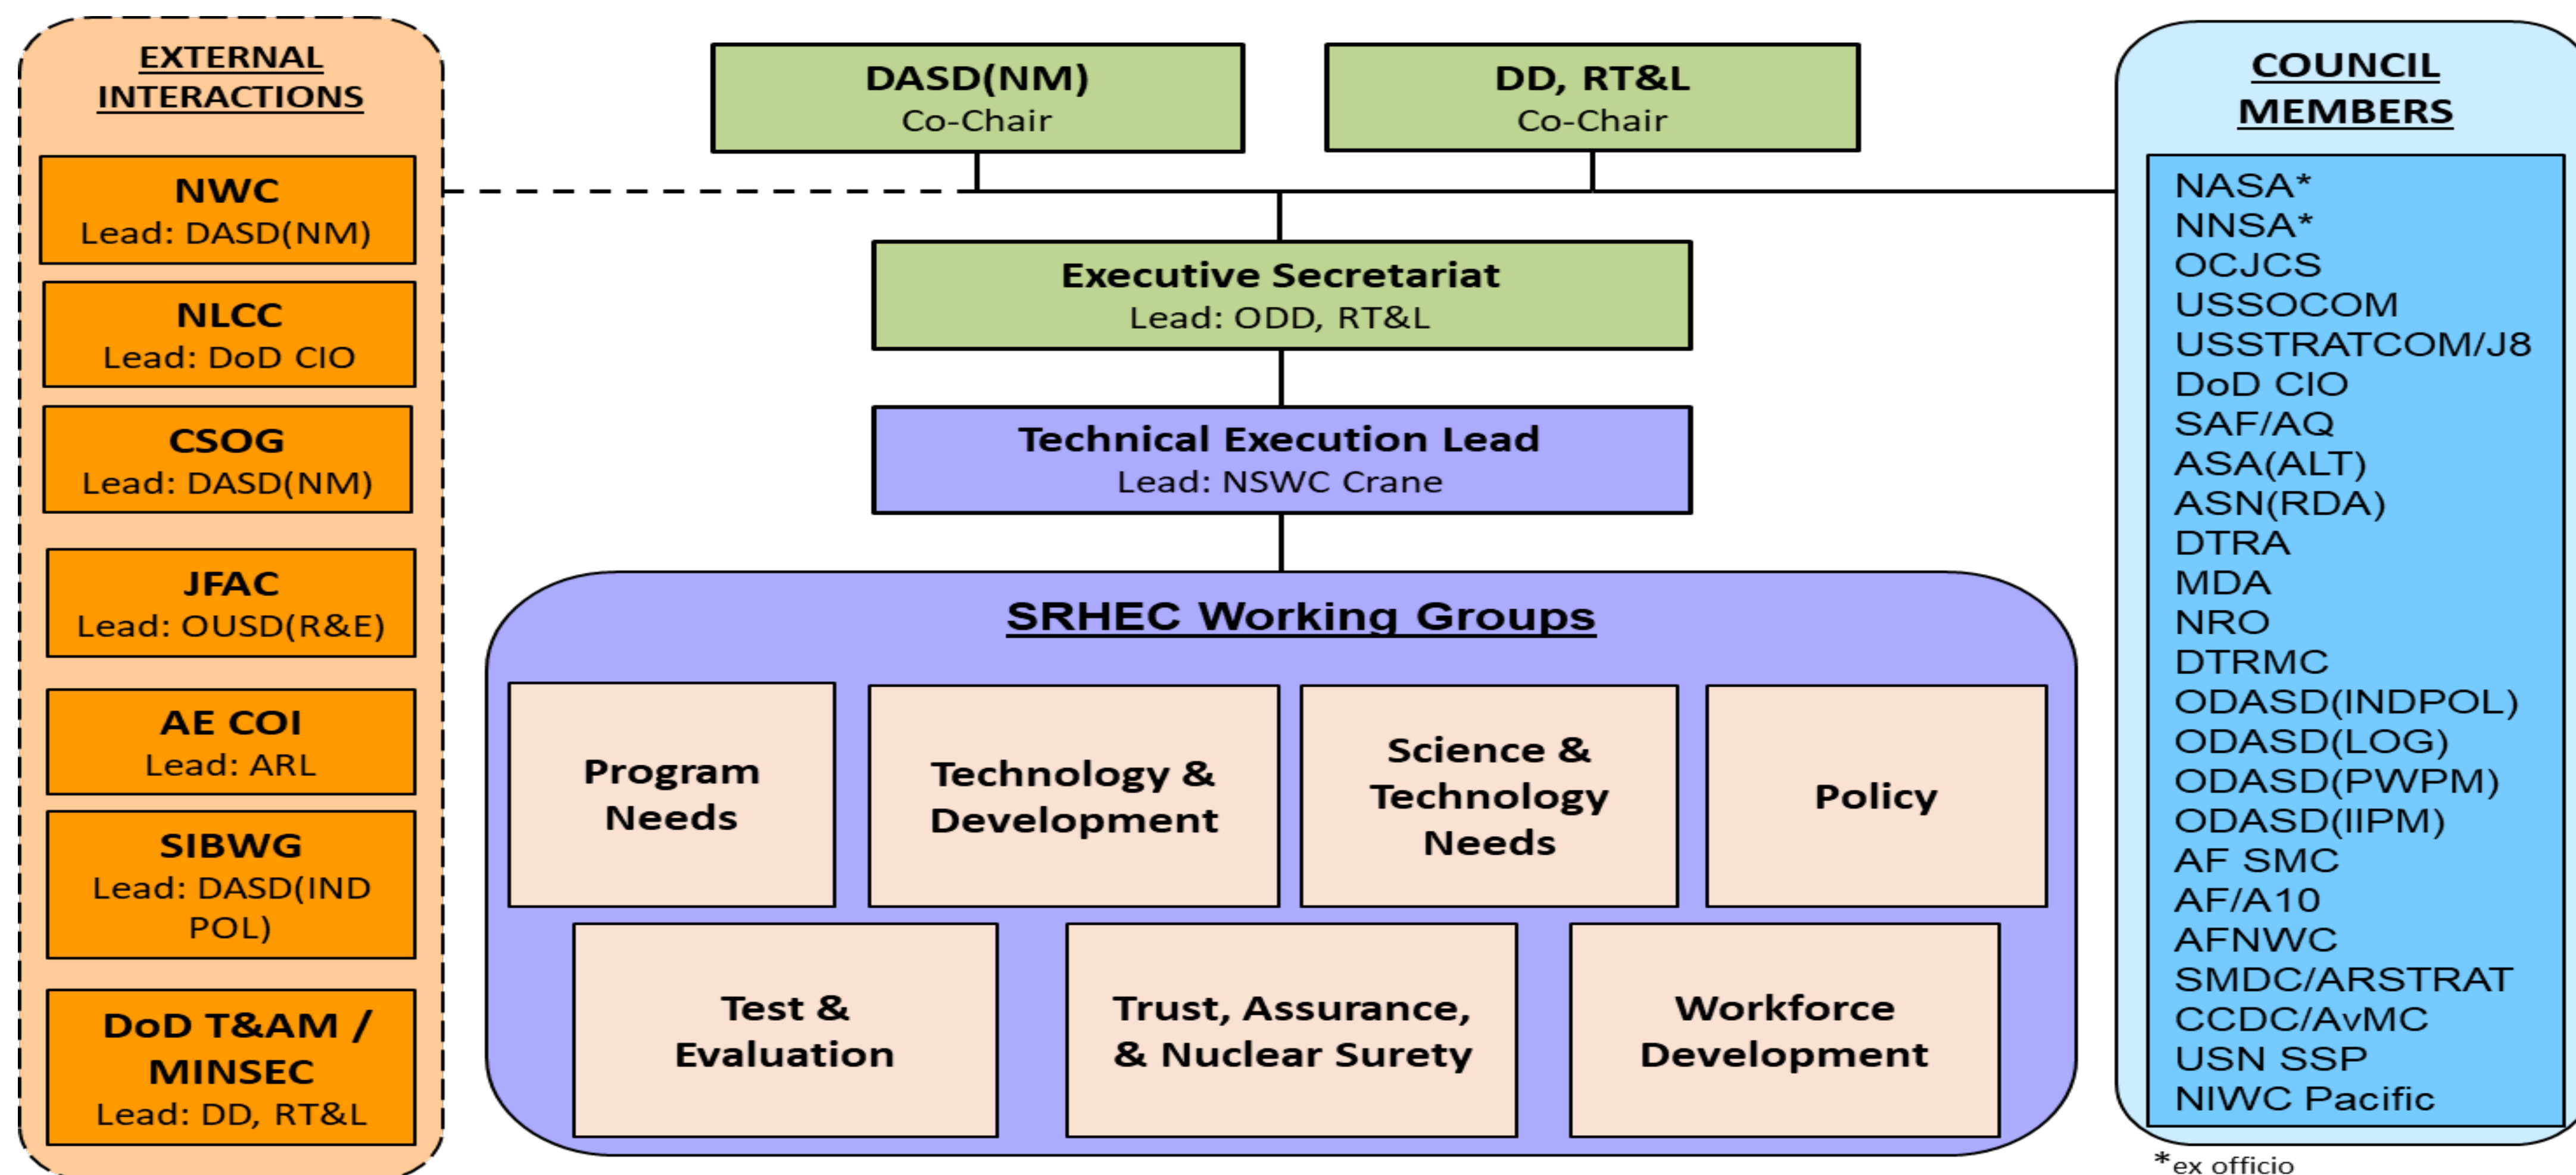 EXTERNAL
INTERACTIONS
NWC
Lead: DASD(NM)
NLCC
Lead: DoD CIO
CSOG
Lead: DASD(NM)
JFAC
Lead: OUSD(R&E)
AE COI
Lead: ARL
SIBWG
Lead: DASD(IND
POL)
DoD T&AM /
MINSEC
Lead: DD, RT&L
DASD(NM)
Co-Chair
DD, RT&L
Co-Chair
Executive Secretariat
Lead: ODD, RT&L
Technical Execution Lead
Lead: NSWC Crane
SRHEC Working Groups
Program
Needs
Technology &
Development
Science &
Technology
Needs
Policy
Test &
Evaluation
Trust, Assurance,
& Nuclear Surety
Workforce
Development
COUNCIL
MEMBERS
NASA*
NNSA*
OCJCS
USSOCOM
USSTRATCOM/J8
DoD CIO
SAF/AQ
ASA(ALT)
ASN(RDA)
DTRA
MDA
NRO
DTRMC
ODASD(INDPOL)
ODASD(LOG)
ODASD(PWPM)
ODASD(IIPM)
AF SMC
AF/A10
AFNWC
SMDC/ARSTRAT
CCDC/AvMC
USN SSP
NIWC Pacific
*ex officio